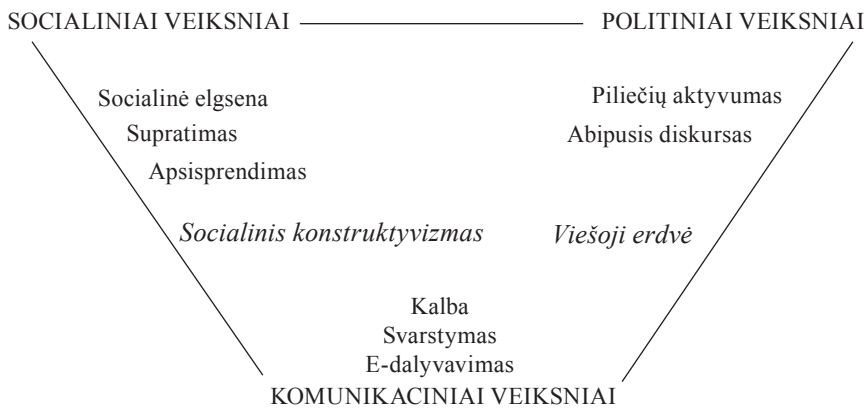 SOCIALINIAI VEIKSNIAI
POLITINIAI VEIKSNIAI
Socialinė elgsena
Supratimas
Apsisprendimas
Piliečių aktyvumas
Abipusis diskursas
Socialinis konstruktyvizmas
Viešoji erdvė
Kalba
Svarstymas
E-dalyvavimas
KOMUNIKACINIAI VEIKSNIAI